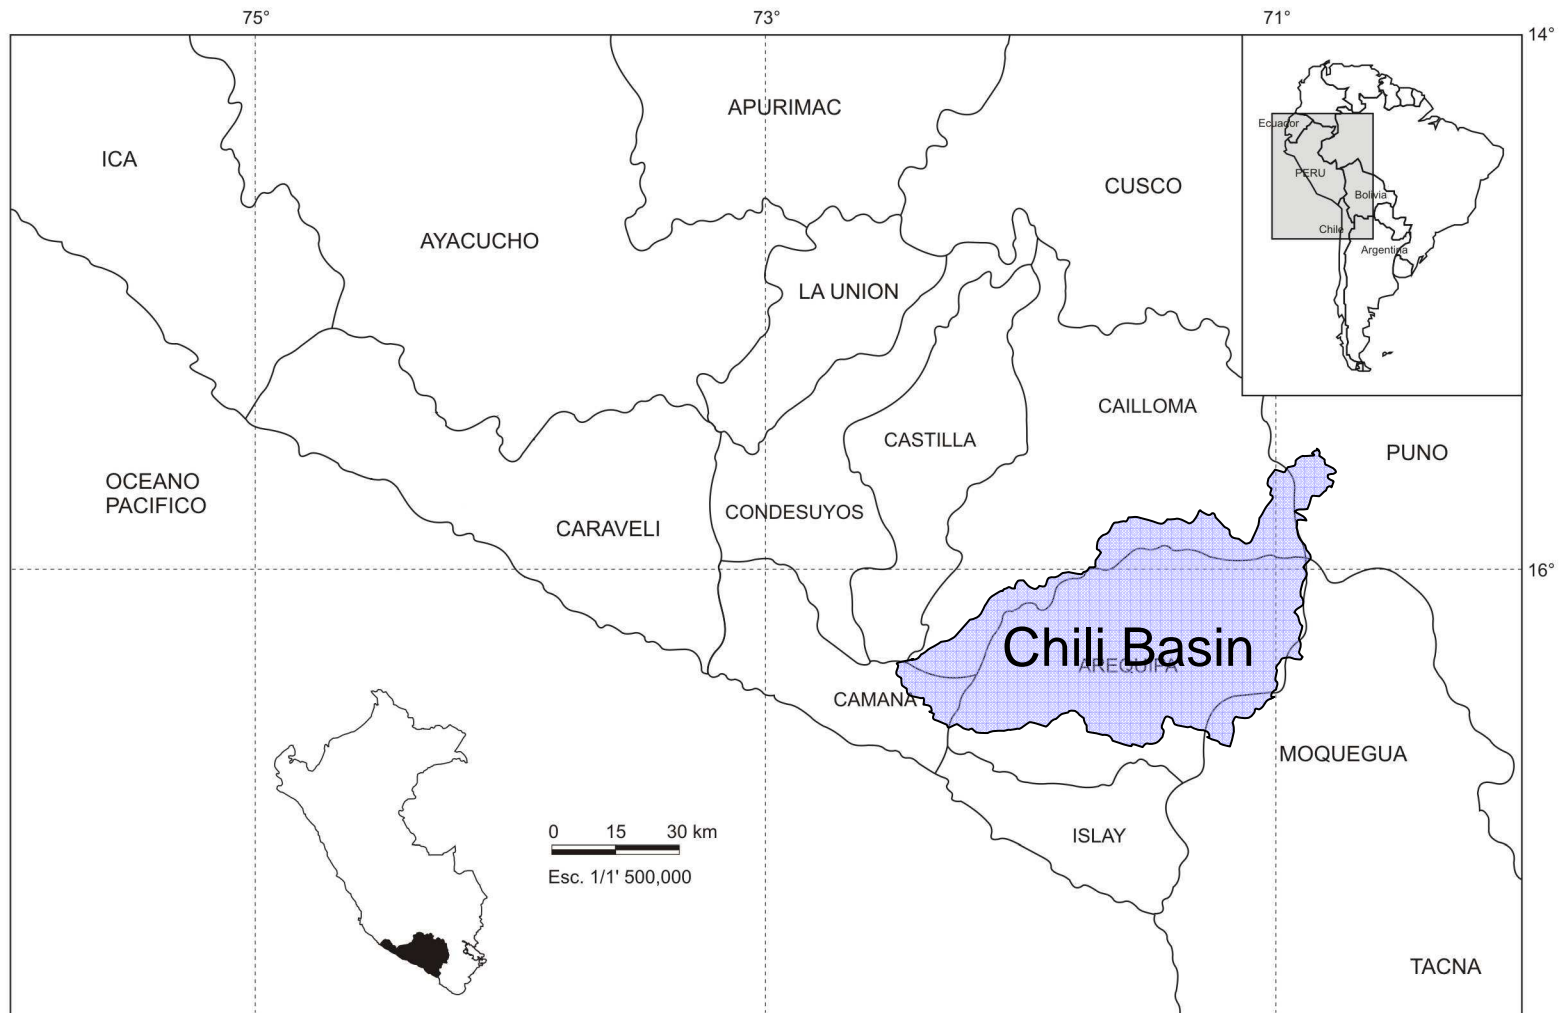 75°
73°
71°
14°
APURIMAC
ICA
CUSCO
AYACUCHO
LA UNION
Ecuador
PERU
Bolivia
Chile
Argentina
CAILLOMA
CASTILLA
PUNO
OCEANO
PACIFICO
CONDESUYOS
CARAVELI
16°
Chili Basin
AREQUIPA
CAMANA
MOQUEGUA
0 15 30 km
ISLAY
Esc. 1/1' 500,000
TACNA